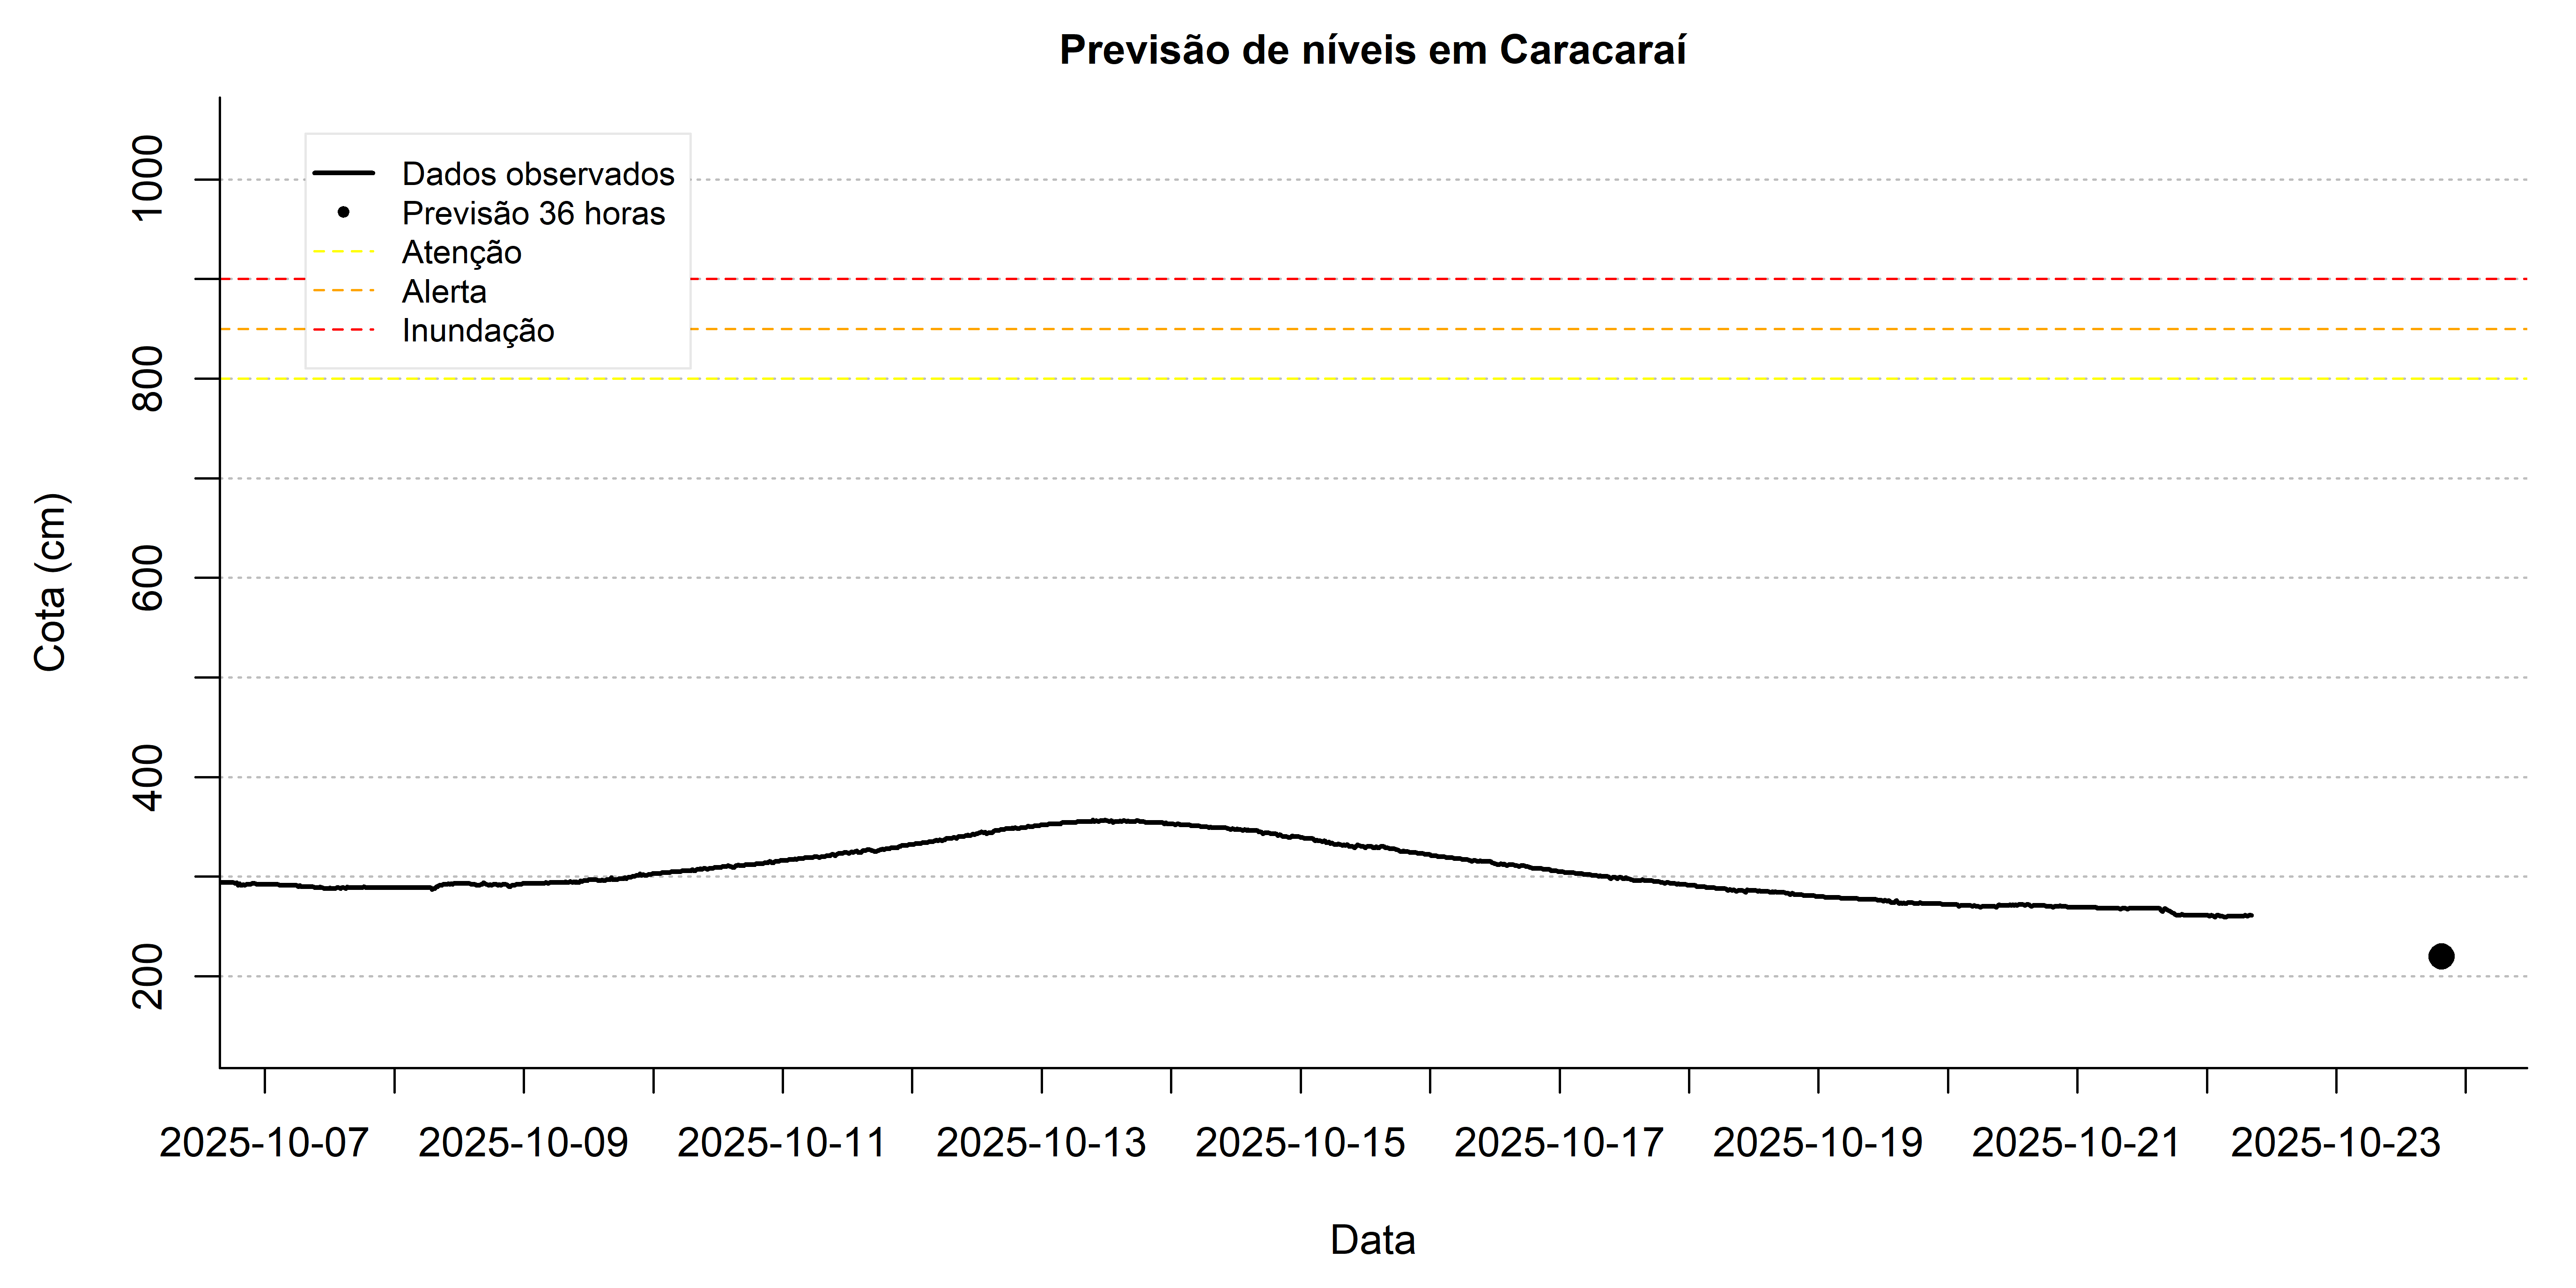 Previsão de níveis em Caracaraí
Dados observados
Previsão 36 horas
Atenção
Alerta
Inundação
Cota (cm)
1000
800
600
400
200
2025-10-07
2025-10-09
2025-10-11
2025-10-13
2025-10-15
2025-10-17
2025-10-19
2025-10-21
2025-10-23
Data